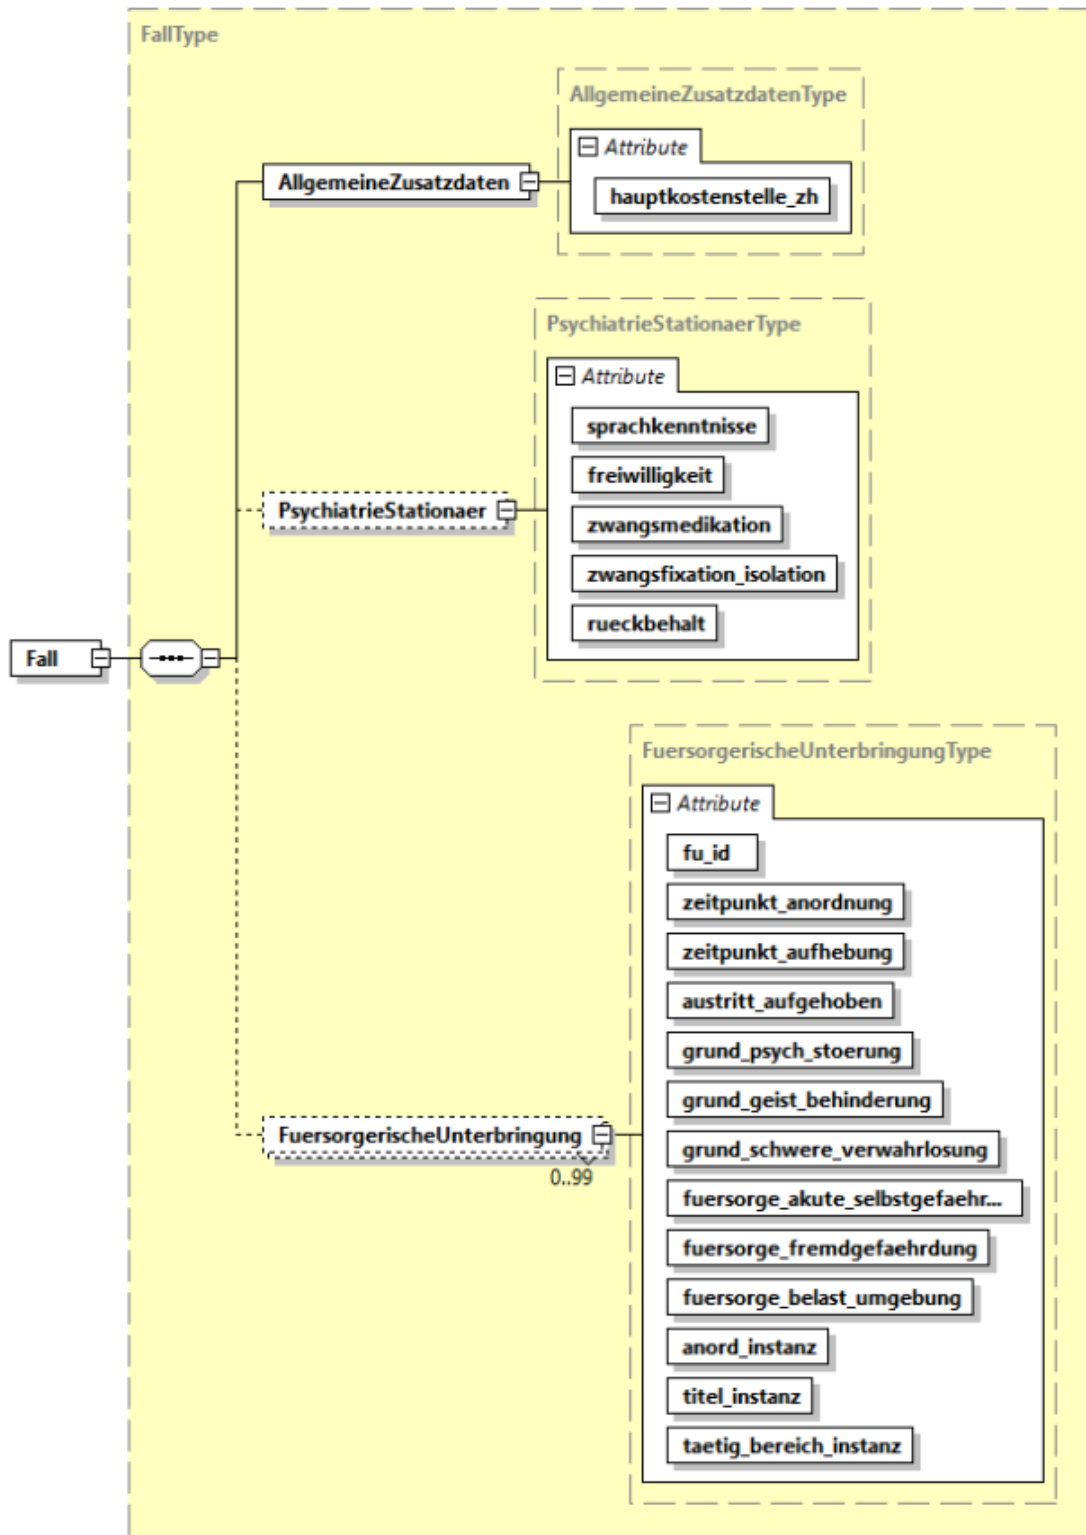 FallType
AllgemeineZusatzdatenType
Attribute
AllgemeineZusatzdaten
hauptkostenstelle_zh
PsychiatrieStationaerType
Attribute
sprachkenntnisse
freiwilligkeit
PsychiatrieStationaer
zwangsmedikation
zwangsfixation_isolation
rueckbehalt
Fall
FuersorgerischeUnterbringungType
Attribute
fu_id
zeitpunkt_anordnung
zeitpunkt_aufhebung
austritt_aufgehoben
grund_psych_stoerung
grund_geist_behinderung
FuersorgerischeUnterbringung
0..99
grund_schwere_verwahrlosung
fuersorge_akute_selbstgefaehr...
fuersorge_fremdgefaehrdung
fuersorge_belast_umgebung
anord_instanz
titel_instanz
taetig_bereich_instanz